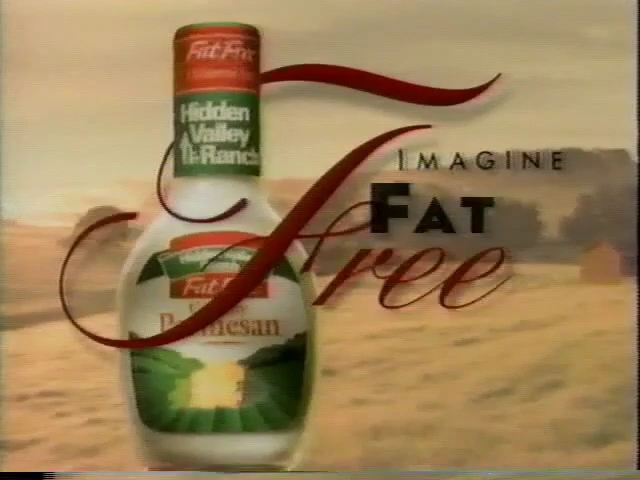 Fat Free
Hidden
Valley
Ranch
IMAGINE
FAT
Free
Fat Free
Parmesan